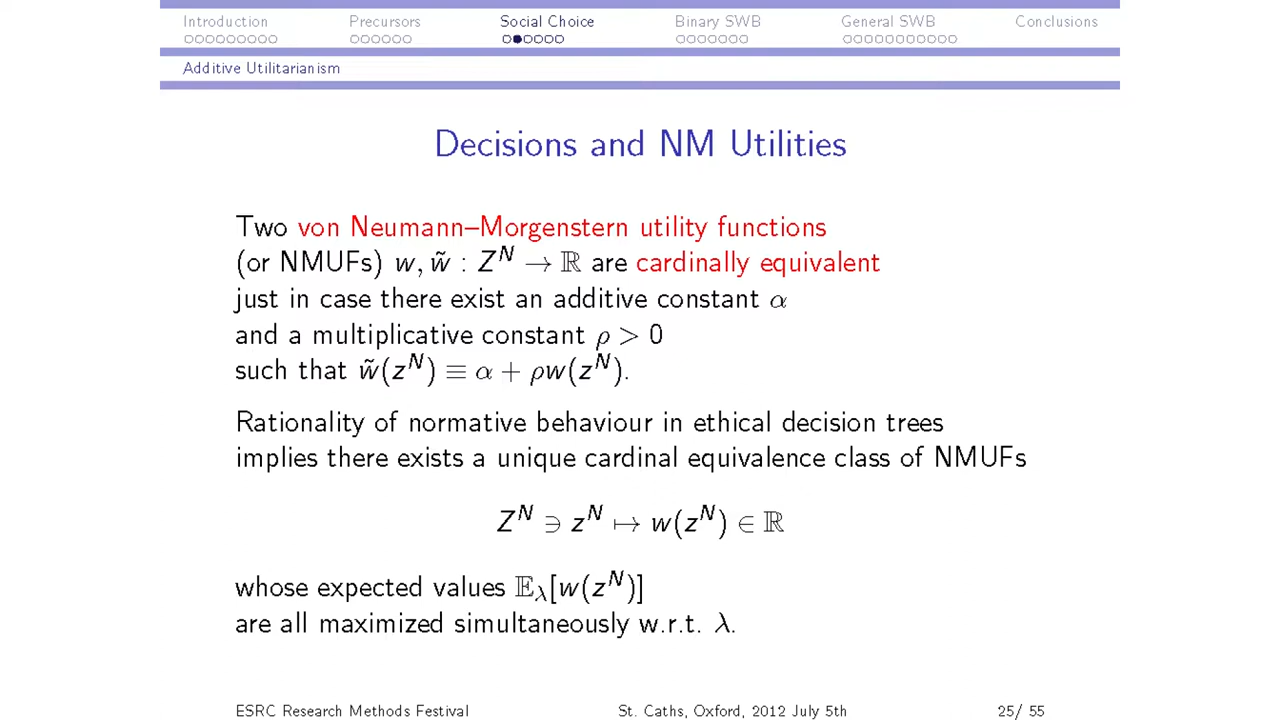 Introduction Precursors Social Choice Binary SWB General SWB Conclusions
Additive Utilitarianism
Decisions and NM Utilities
Two von Neumann–Morgenstern utility functions
(or NMUFs) w, w̃ : Z^N → ℝ are cardinally equivalent
just in case there exist an additive constant α
and a multiplicative constant ρ > 0
such that w̃(z^N) ≡ α + ρw(z^N).
Rationality of normative behaviour in ethical decision trees
implies there exists a unique cardinal equivalence class of NMUFs
Z^N ∋ z^N ↦ w(z^N) ∈ ℝ
whose expected values 𝔼_λ[w(z^N)]
are all maximized simultaneously w.r.t. λ.
ESRC Research Methods Festival St. Caths, Oxford, 2012 July 5th 25/ 55